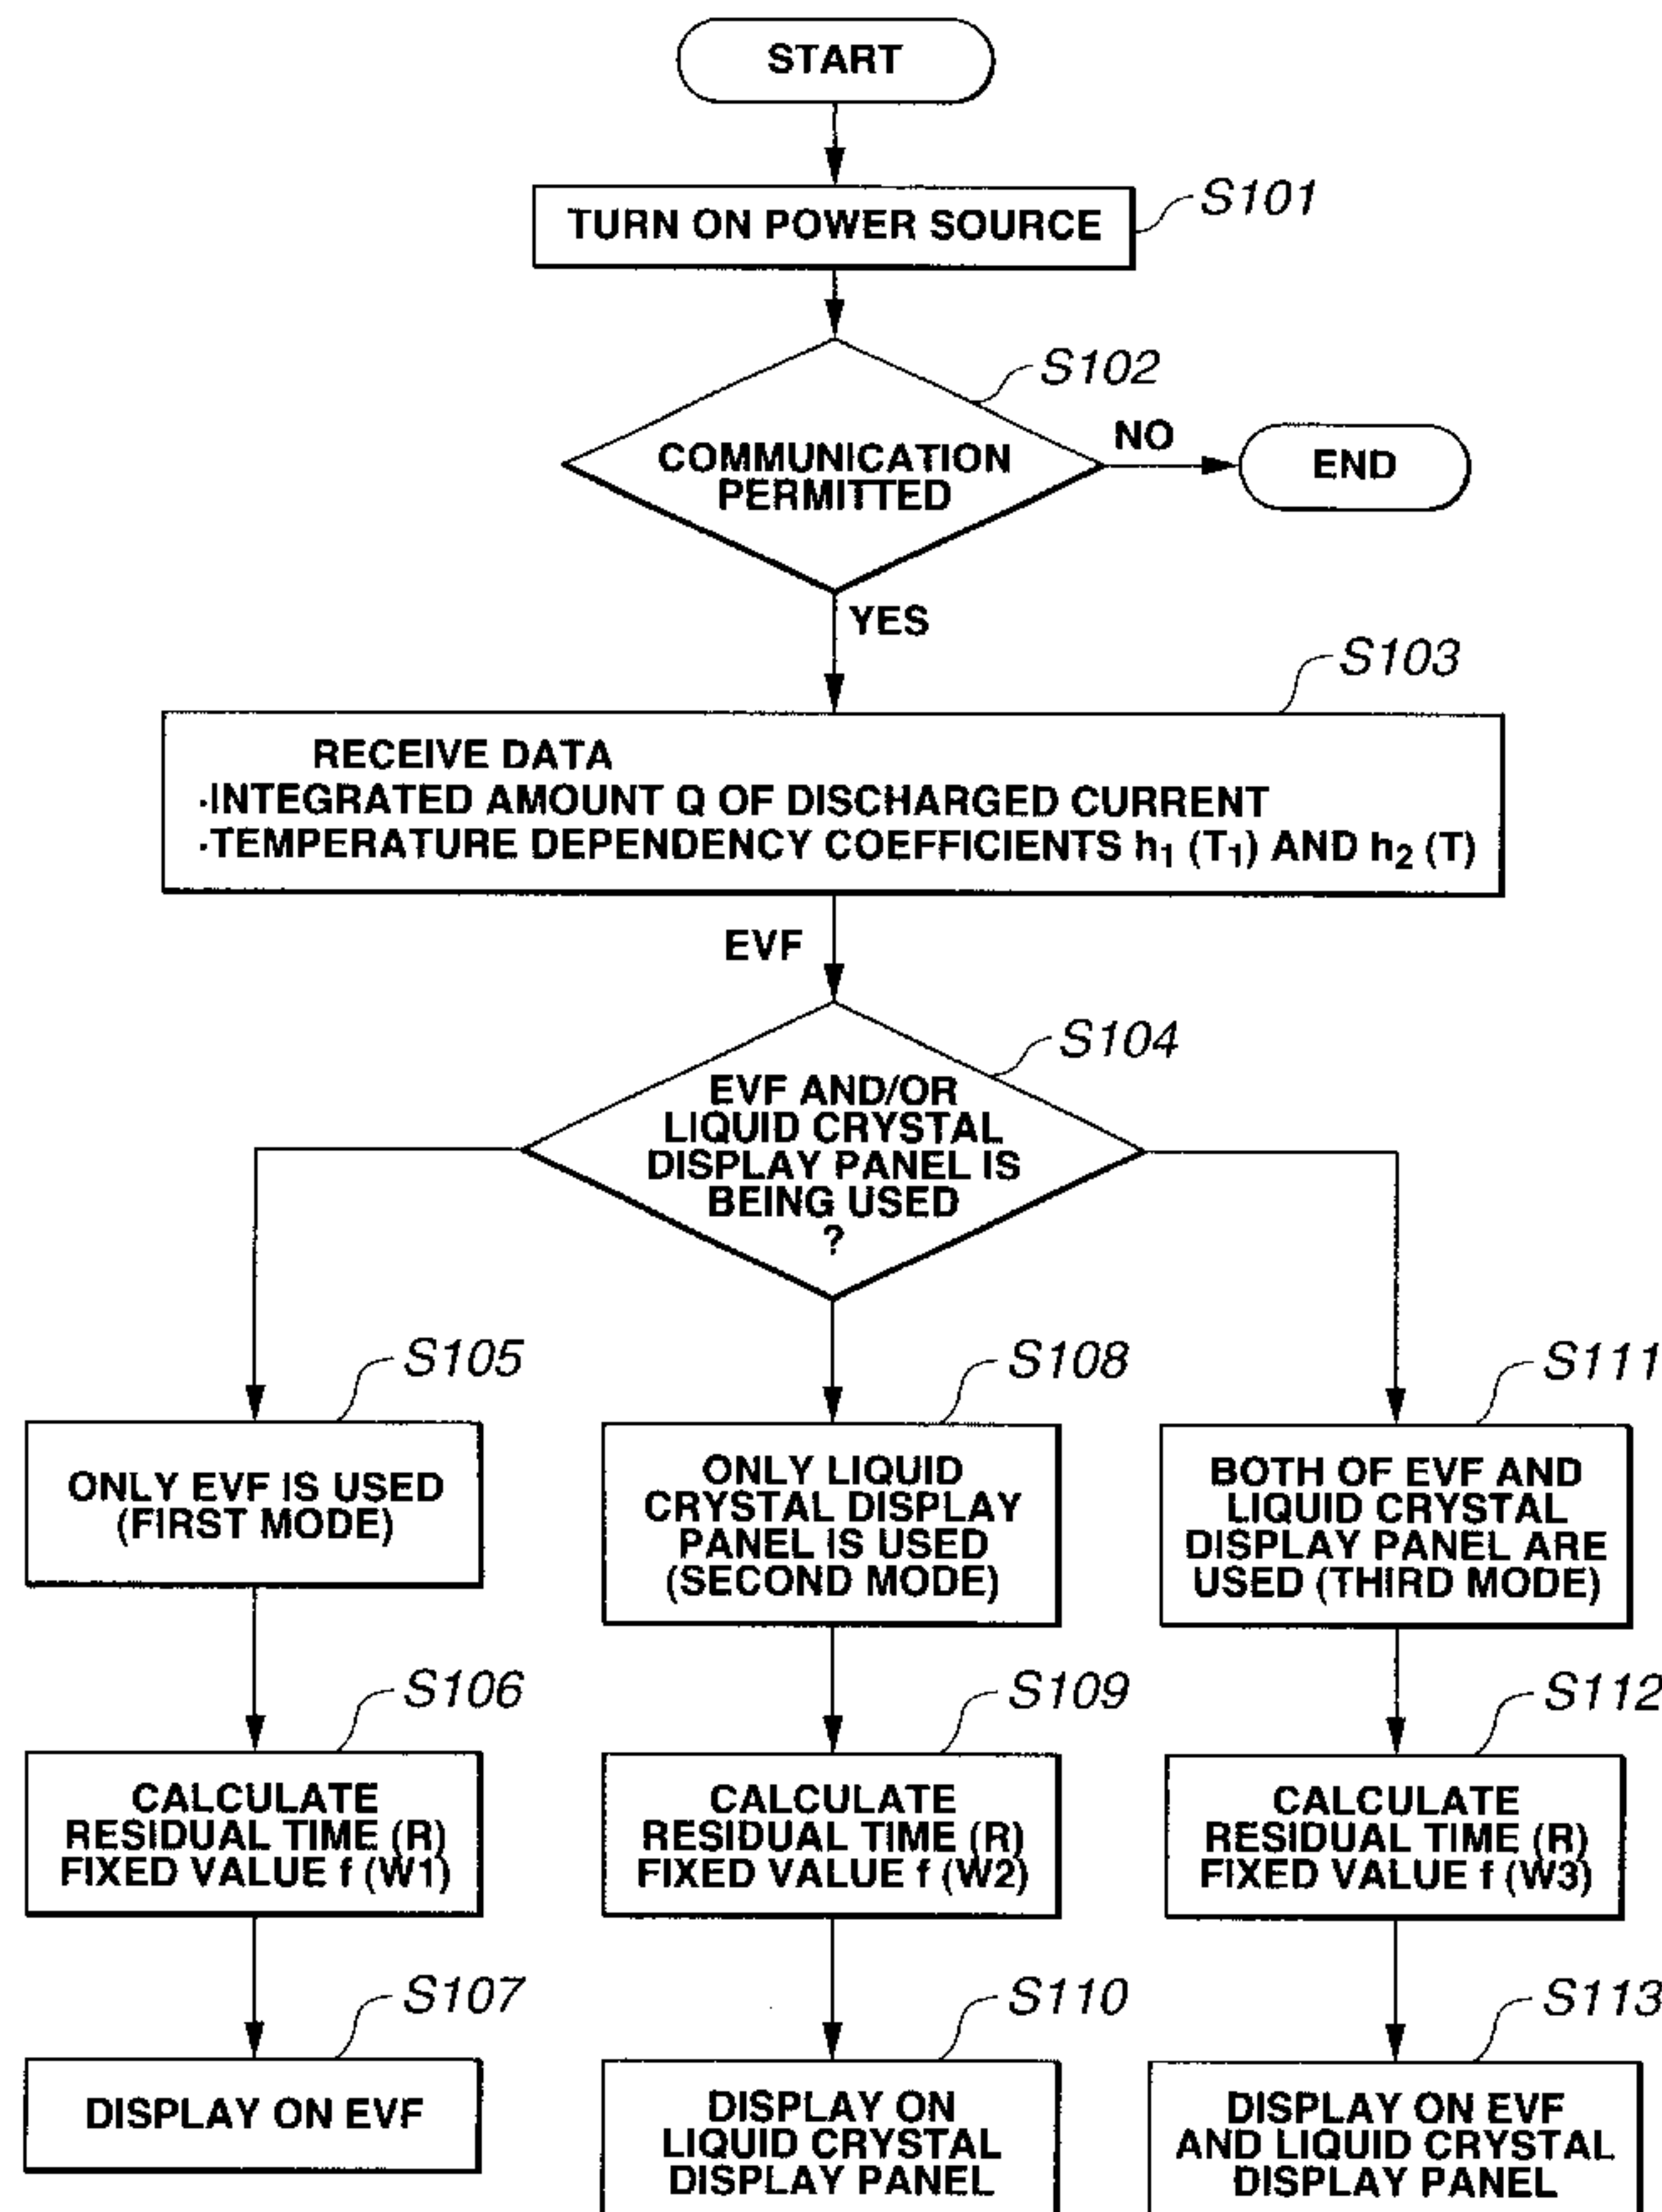 START
TURN ON POWER SOURCE
S101
S102
COMMUNICATION
PERMITTED
NO
END
YES
S103
RECEIVE DATA
·INTEGRATED AMOUNT Q OF DISCHARGED CURRENT
·TEMPERATURE DEPENDENCY COEFFICIENTS h₁ (T₁) AND h₂ (T)
EVF
S104
EVF AND/OR
LIQUID CRYSTAL
DISPLAY PANEL IS
BEING USED
?
S105
ONLY EVF IS USED
(FIRST MODE)
S108
ONLY LIQUID
CRYSTAL DISPLAY
PANEL IS USED
(SECOND MODE)
S111
BOTH OF EVF AND
LIQUID CRYSTAL
DISPLAY PANEL ARE
USED (THIRD MODE)
S106
CALCULATE
RESIDUAL TIME (R)
FIXED VALUE f (W1)
S109
CALCULATE
RESIDUAL TIME (R)
FIXED VALUE f (W2)
S112
CALCULATE
RESIDUAL TIME (R)
FIXED VALUE f (W3)
S107
DISPLAY ON EVF
S110
DISPLAY ON
LIQUID CRYSTAL
DISPLAY PANEL
S113
DISPLAY ON EVF
AND LIQUID CRYSTAL
DISPLAY PANEL